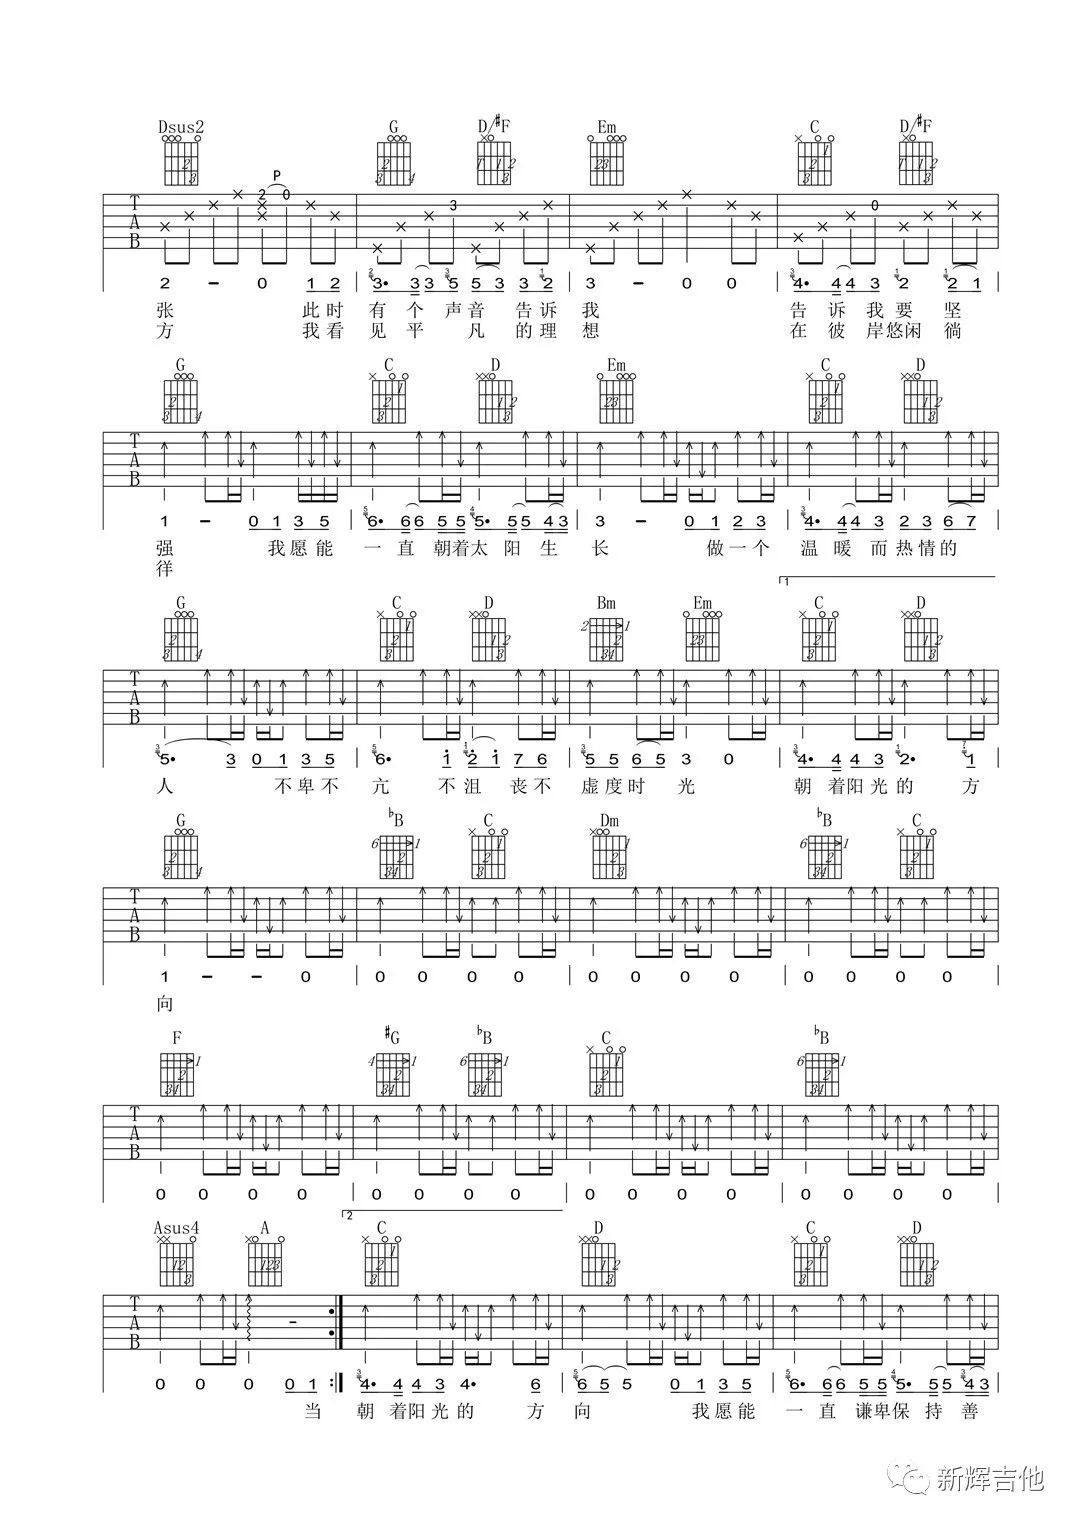 Dsus2 G D/#F Em C D/#F
P
2 0 3 0
T A B
2 – 0 1 2 | 3· 3 3 5 5 3 3 2 | 3 – 0 0 | 4· 4 4 3 2 2 1
张 此时 有个声音告诉 我 告诉我要坚
方 我看 见平凡的理 想 在彼岸悠闲徜
G C D Em C D
T A B
1 – 0 1 3 5 | 6· 6 6 5 5 5· 5 5 4 3 | 3 – 0 1 2 3 | 4· 4 4 3 2 3 6 7
强 我愿能 一直朝着太阳生 长 做一个 温暖而热情的
徉
1
G C D Bm Em C D
T A B
5· 3 0 1 3 5 | 6· 1 2 1 7 6 | 5 5 6 5 3 0 | 4· 4 4 3 2· 1
人 不卑不 亢 不沮丧不 虚度时光 朝着阳光的方
G bB C Dm bB C
T A B
1 – – 0 | 0 0 0 0 | 0 0 0 0 | 0 0 0 0
向
F #G bB C bB
T A B
0 0 0 0 | 0 0 0 0 | 0 0 0 0 | 0 0 0 0
2
Asus4 A C D C D
T A B
0 0 0 0 1 :| 4· 4 4 3 4· 6 | 6 5 5 0 1 3 5 | 6· 6 6 5 5 5· 5 5 4 3
当 朝着阳光的 方 向 我愿能 一直谦卑保持善
新辉吉他